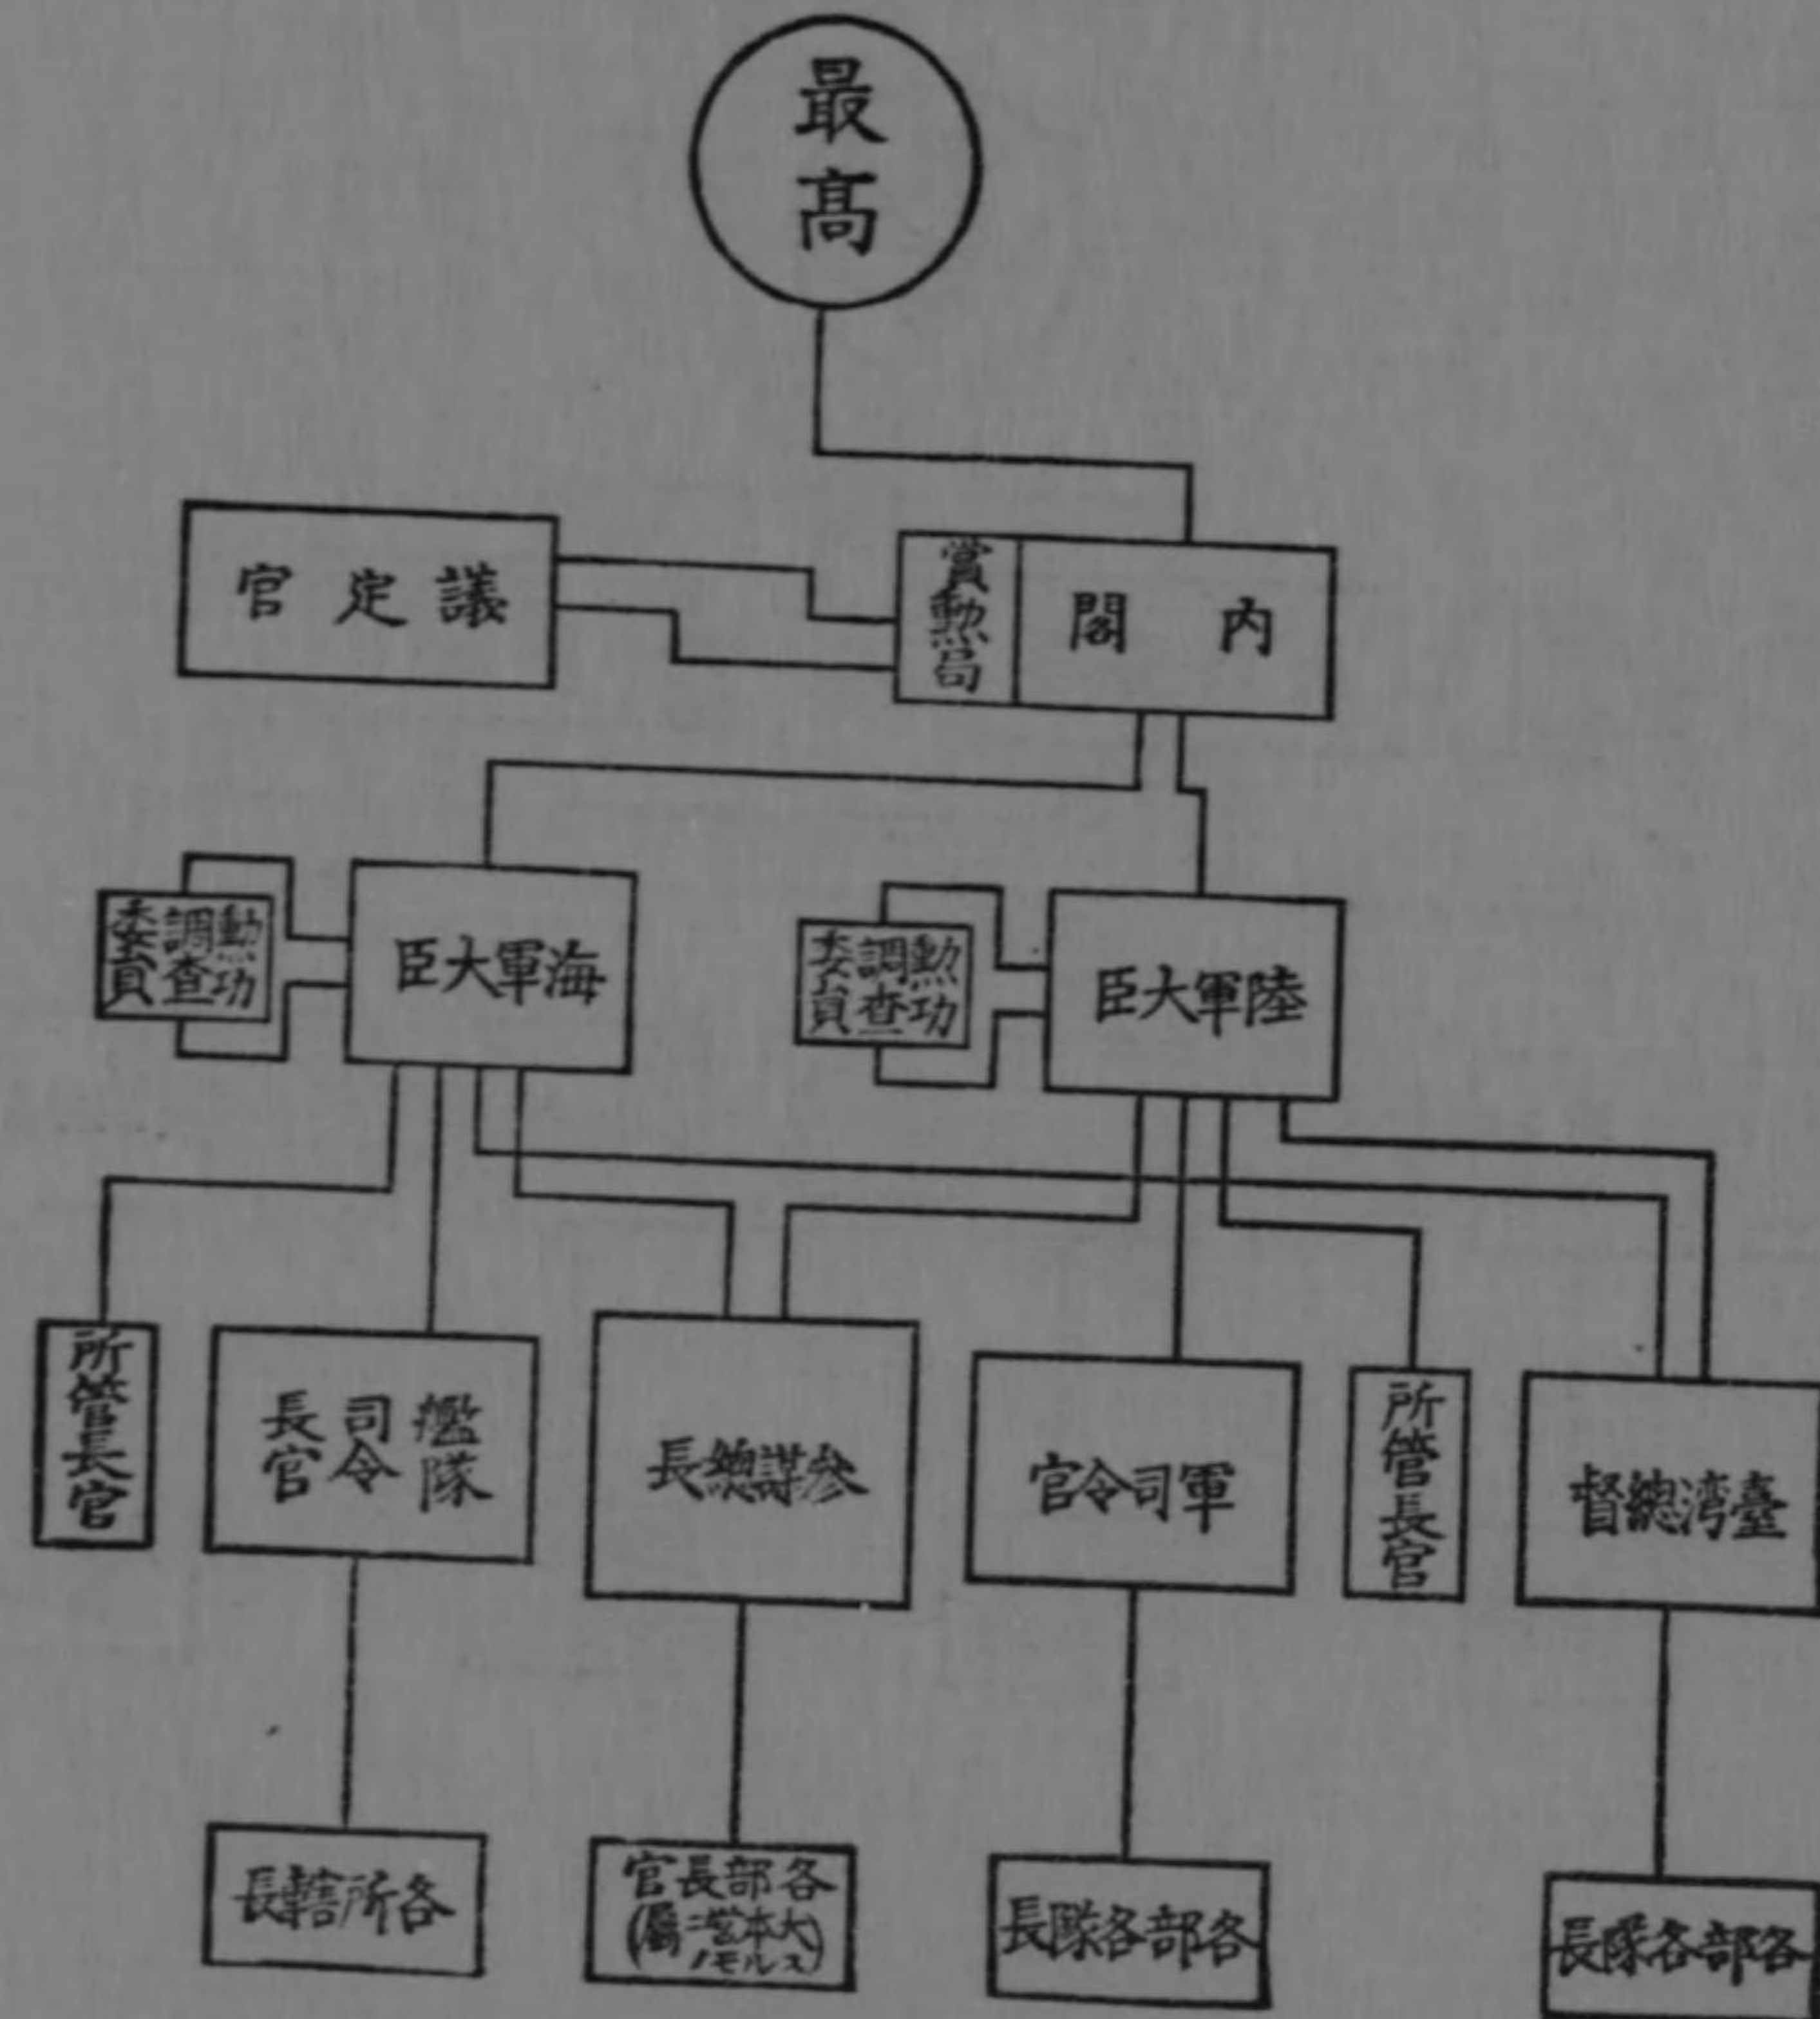 最高
内閣
賞勲局
議定官
陸軍大臣
勲功
調査
委員
海軍大臣
勲功
調査
委員
臺湾總督
所管長官
軍司令官
參謀總長
艦隊
司令
長官
所管長官
各部各隊長
各部各隊長
各部長官
(大本営ニ屬
スルモノ)
各所轄長